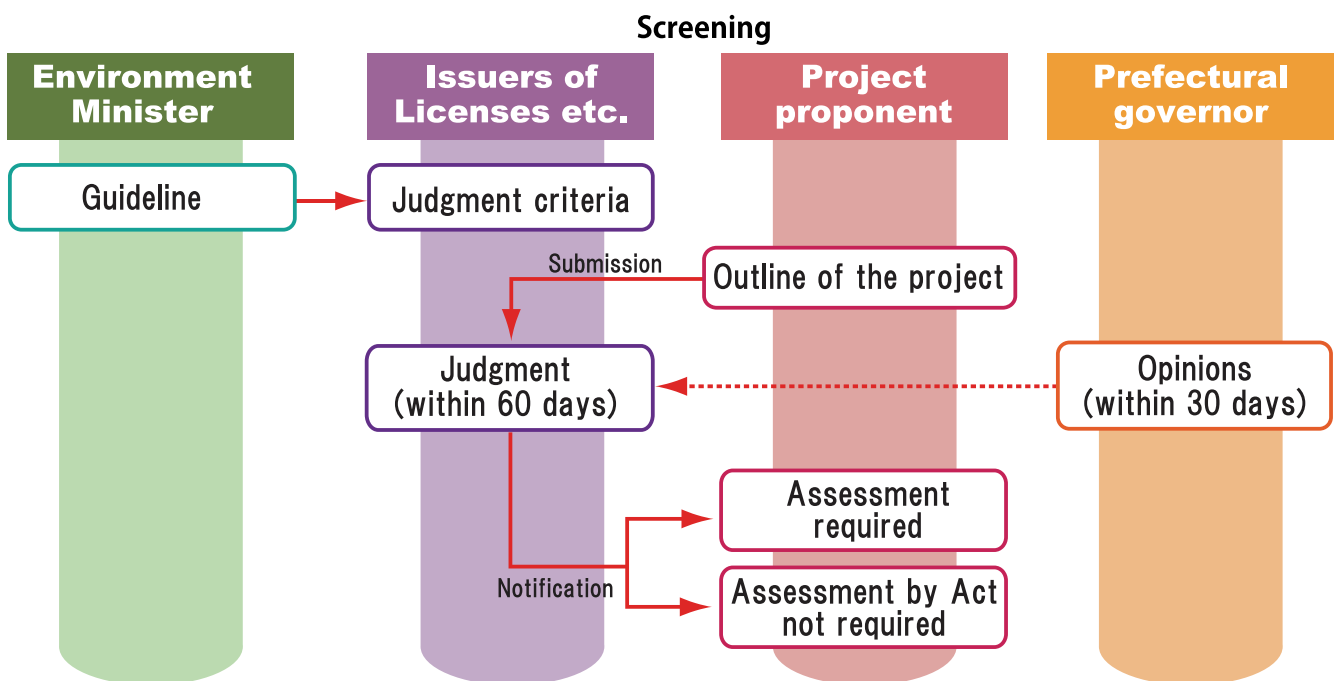 Screening
Environment
Minister
Issuers of
Licenses etc.
Project
proponent
Prefectural
governor
Guideline
Judgment criteria
Submission
Outline of the project
Judgment
(within 60 days)
Opinions
(within 30 days)
Assessment
required
Notification
Assessment by Act
not required